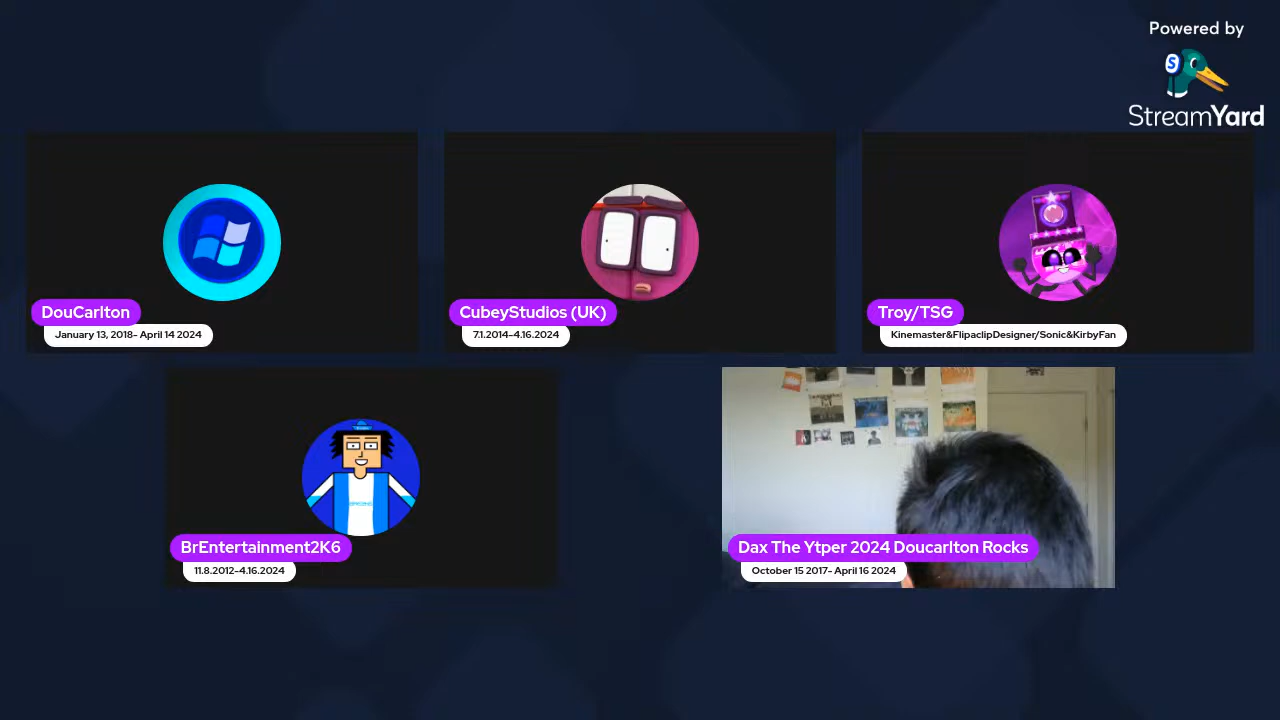 Powered by
StreamYard
DouCarlton
January 13, 2018- April 14 2024
CubeyStudios (UK)
7.1.2014-4.16.2024
Troy/TSG
Kinemaster&FlipaclipDesigner/Sonic&KirbyFan
BrEntertainment2K6
11.8.2012-4.16.2024
Dax The Ytper 2024 Doucarlton Rocks
October 15 2017- April 16 2024